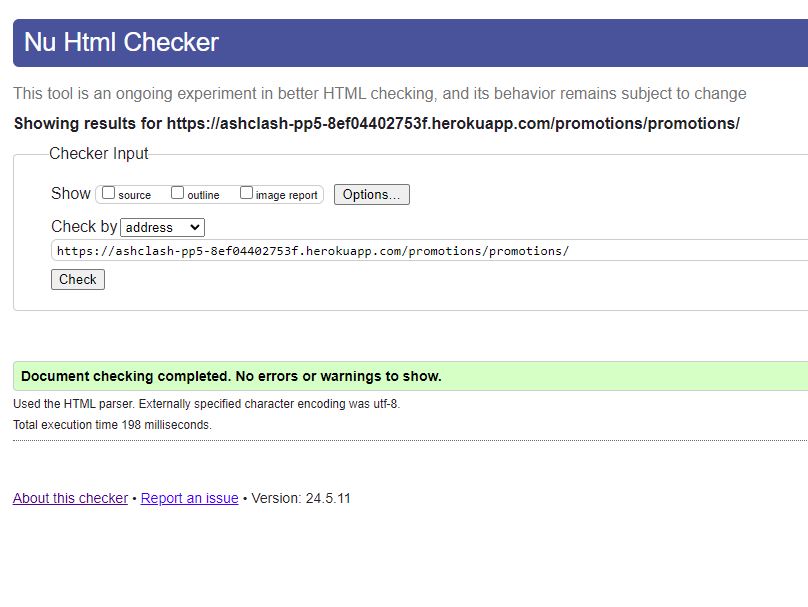 Nu Html Checker
This tool is an ongoing experiment in better HTML checking, and its behavior remains subject to change
Showing results for https://ashclash-pp5-8ef04402753f.herokuapp.com/promotions/promotions/
Checker Input
Show source outline image report Options...
Check by address
https://ashclash-pp5-8ef04402753f.herokuapp.com/promotions/promotions/
Check
Document checking completed. No errors or warnings to show.
Used the HTML parser. Externally specified character encoding was utf-8.
Total execution time 198 milliseconds.
About this checker • Report an issue • Version: 24.5.11